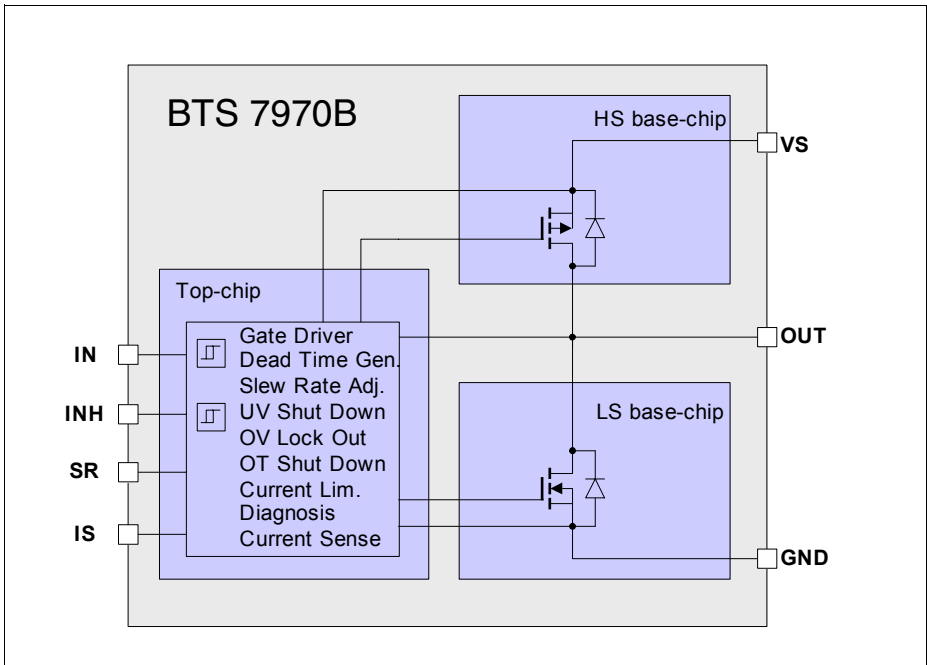 BTS 7970B
HS base-chip
VS
Top-chip
Gate Driver
Dead Time Gen.
Slew Rate Adj.
UV Shut Down
OV Lock Out
OT Shut Down
Current Lim.
Diagnosis
Current Sense
IN
INH
SR
IS
OUT
LS base-chip
GND